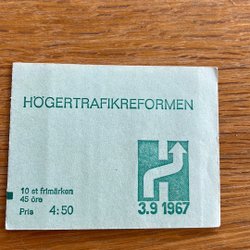 HÖGERTRAFIKREFORMEN
3.9 1967
10 st frimärken
45 öre
Pris 4:50